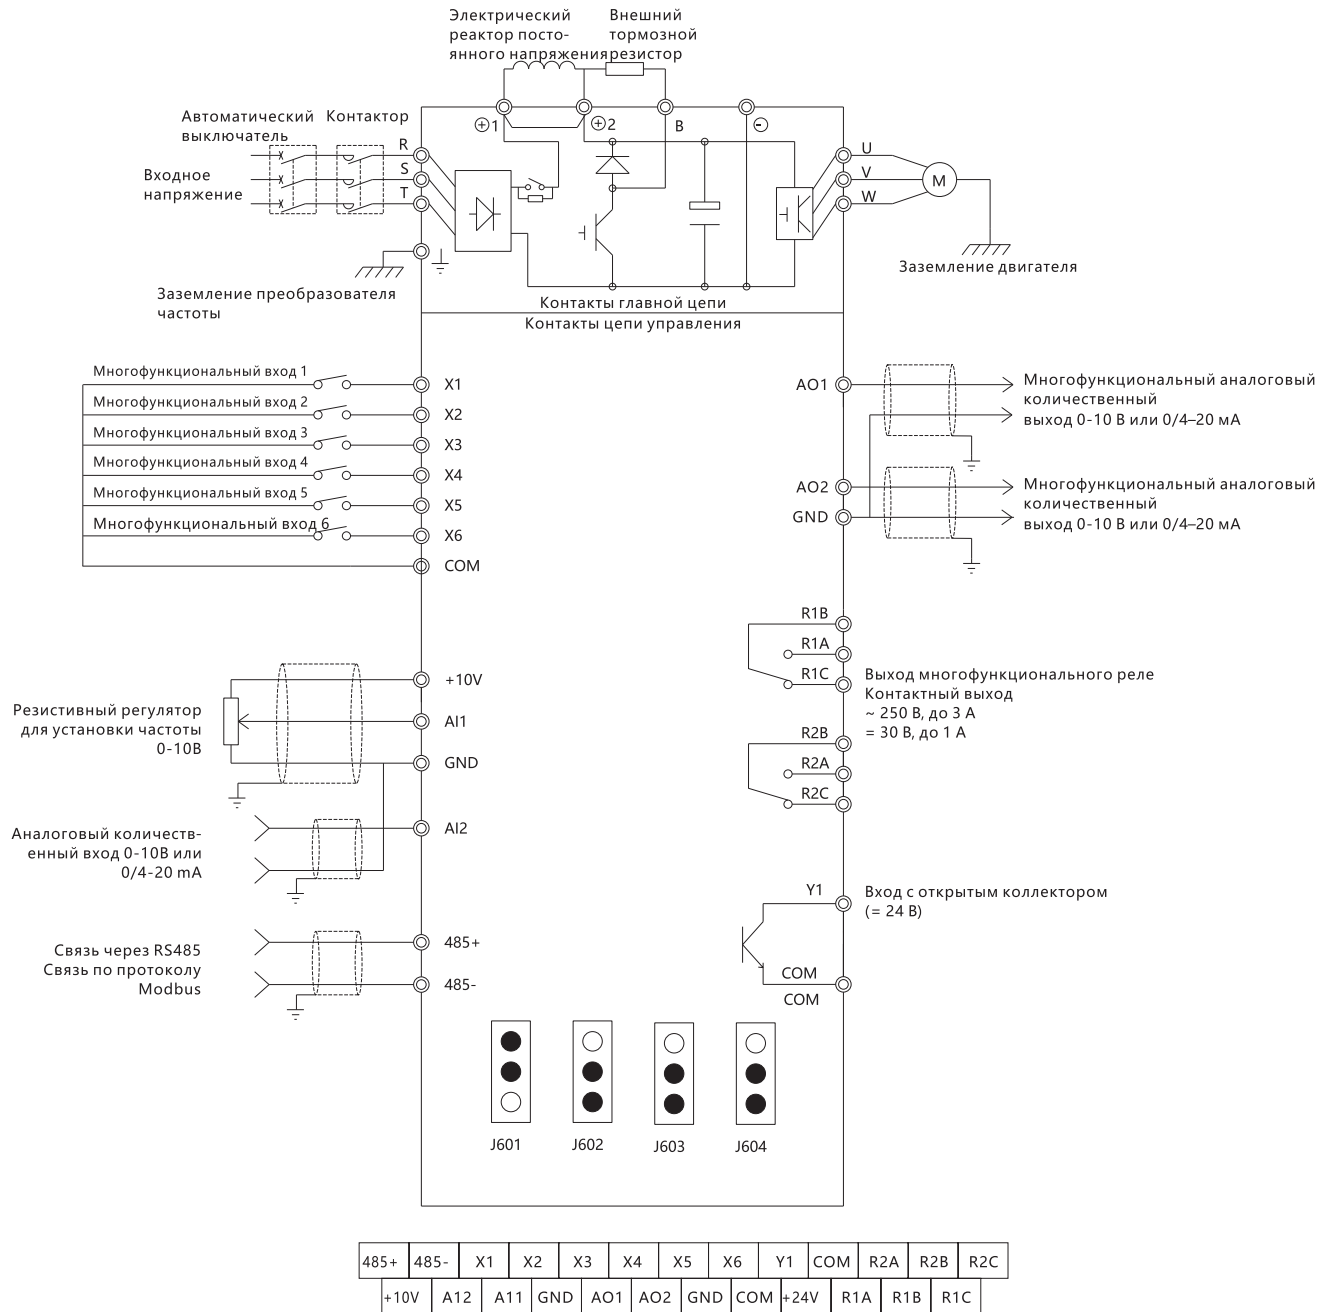 Электрический
реактор посто-
янного напряжения
Внешний
тормозной
резистор
Автоматический
выключатель
Контактор
Входное
напряжение
R
S
T
+1
+2
B
-
U
V
W
M
Заземление двигателя
Заземление преобразователя
частоты
Контакты главной цепи
Контакты цепи управления
Многофункциональный вход 1
X1
Многофункциональный вход 2
X2
Многофункциональный вход 3
X3
Многофункциональный вход 4
X4
Многофункциональный вход 5
X5
Многофункциональный вход 6
X6
COM
AO1
Многофункциональный аналоговый
количественный
выход 0-10 В или 0/4–20 мА
AO2
GND
Многофункциональный аналоговый
количественный
выход 0-10 В или 0/4–20 мА
R1B
R1A
R1C
Выход многофункционального реле
Контактный выход
~ 250 В, до 3 А
= 30 В, до 1 А
R2B
R2A
R2C
+10V
AI1
GND
Резистивный регулятор
для установки частоты
0-10В
AI2
Аналоговый количеств-
енный вход 0-10В или
0/4-20 mA
485+
485-
Связь через RS485
Связь по протоколу
Modbus
Y1
Вход с открытым коллектором
(= 24 В)
COM
COM
J601
J602
J603
J604
485+ 485- X1 X2 X3 X4 X5 X6 Y1 COM R2A R2B R2C
+10V A12 A11 GND AO1 AO2 GND COM +24V R1A R1B R1C